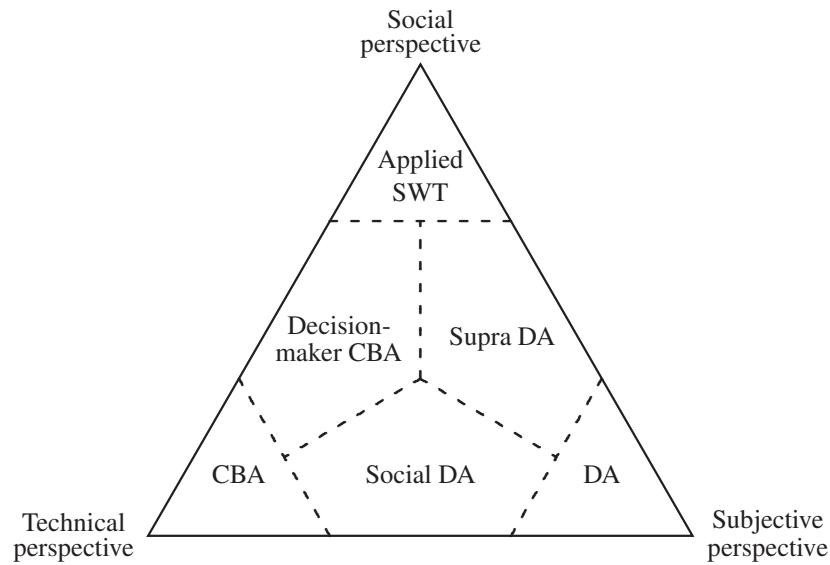 Social
perspective
Applied
SWT
Decision-
maker CBA
Supra DA
CBA
Social DA
DA
Technical
perspective
Subjective
perspective